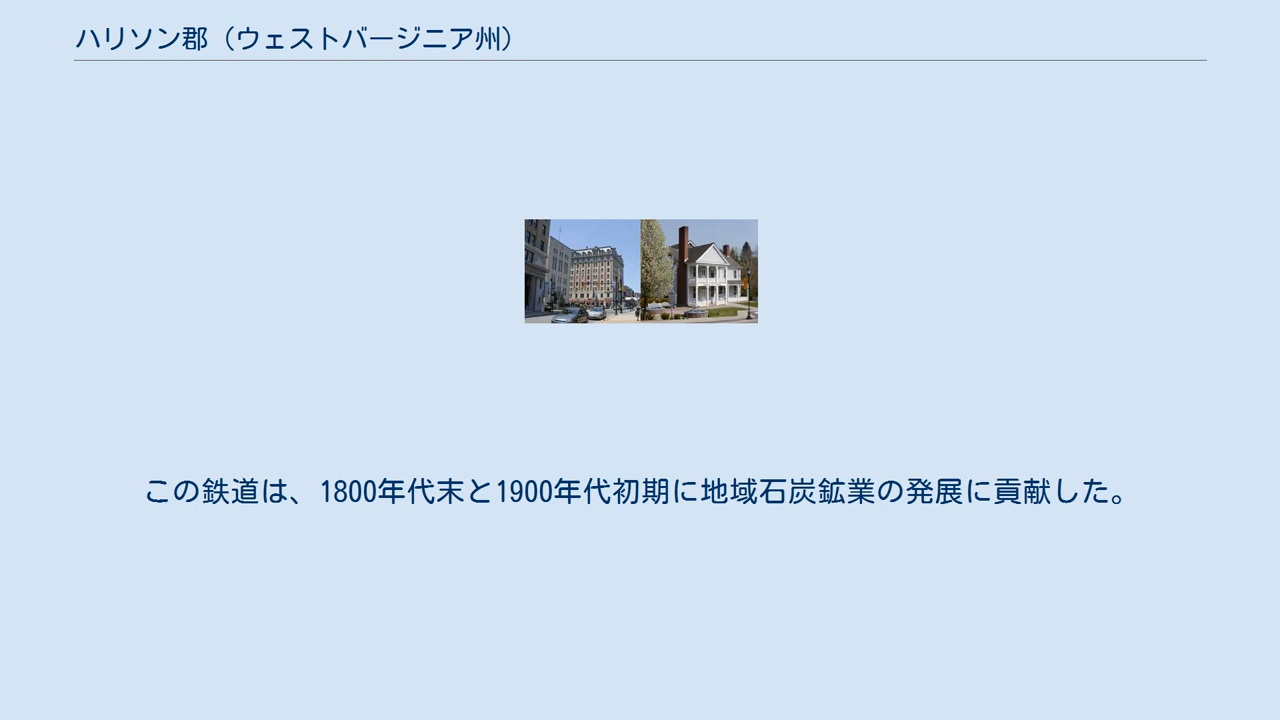 ハリソン郡（ウェストバージニア州）
この鉄道は、1800年代末と1900年代初期に地域石炭鉱業の発展に貢献した。